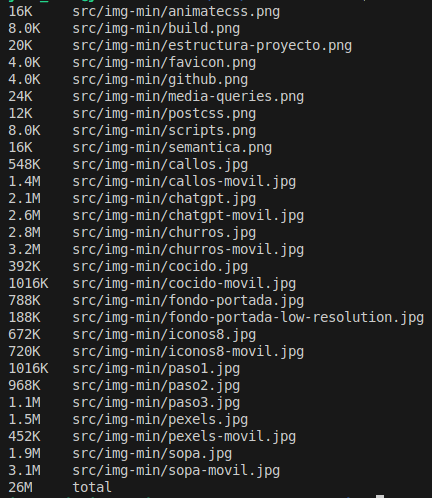 16K src/img-min/animatecss.png
8.0K src/img-min/build.png
20K src/img-min/estructura-proyecto.png
4.0K src/img-min/favicon.png
4.0K src/img-min/github.png
24K src/img-min/media-queries.png
12K src/img-min/postcss.png
8.0K src/img-min/scripts.png
16K src/img-min/semantica.png
548K src/img-min/callos.jpg
1.4M src/img-min/callos-movil.jpg
2.1M src/img-min/chatgpt.jpg
2.6M src/img-min/chatgpt-movil.jpg
2.8M src/img-min/churros.jpg
3.2M src/img-min/churros-movil.jpg
392K src/img-min/cocido.jpg
1016K src/img-min/cocido-movil.jpg
788K src/img-min/fondo-portada.jpg
188K src/img-min/fondo-portada-low-resolution.jpg
672K src/img-min/iconos8.jpg
720K src/img-min/iconos8-movil.jpg
1016K src/img-min/paso1.jpg
968K src/img-min/paso2.jpg
1.1M src/img-min/paso3.jpg
1.5M src/img-min/pexels.jpg
452K src/img-min/pexels-movil.jpg
1.9M src/img-min/sopa.jpg
3.1M src/img-min/sopa-movil.jpg
26M total